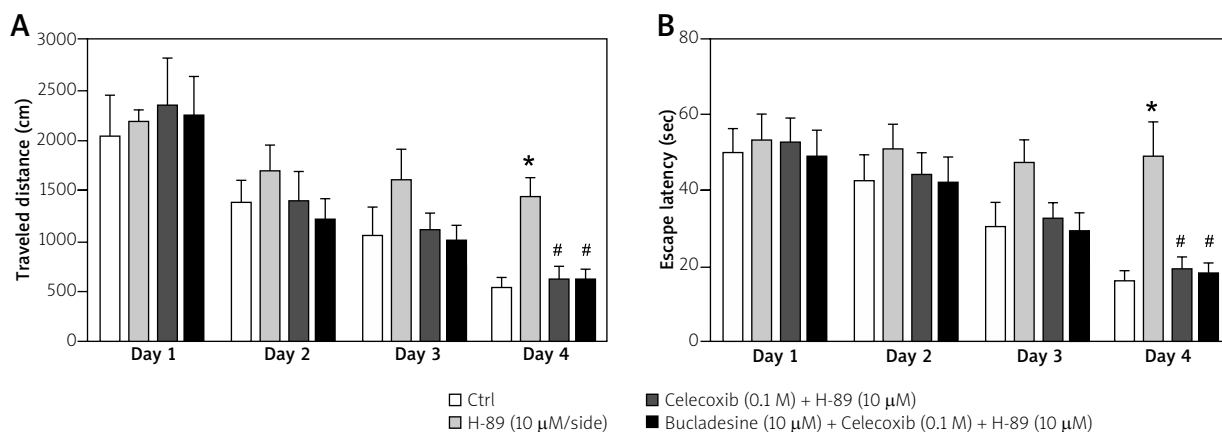 A
Traveled distance (cm)
3000
2500
2000
1500
1000
500
0
*
# #
Day 1 Day 2 Day 3 Day 4
B
Escape latency (sec)
80
60
40
20
0
*
# #
Day 1 Day 2 Day 3 Day 4
Ctrl
H-89 (10 μM/side)
Celecoxib (0.1 M) + H-89 (10 μM)
Bucladesine (10 μM) + Celecoxib (0.1 M) + H-89 (10 μM)